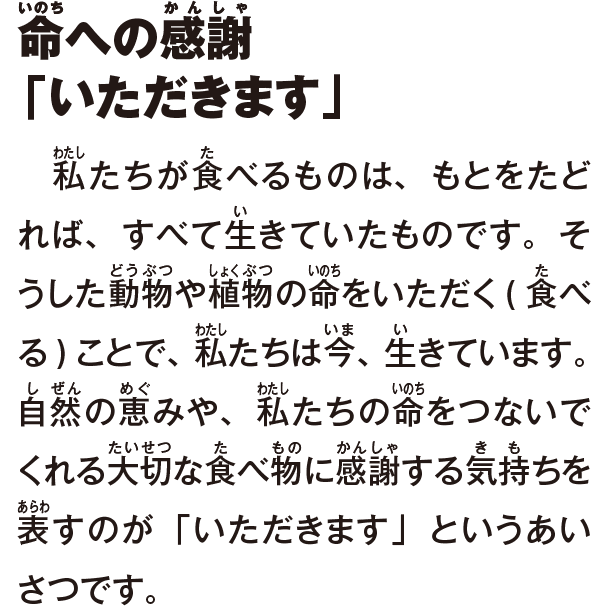 命への感謝
「いただきます」
私たちが食べるものは、もとをたど
れば、すべて生きていたものです。そ
うした動物や植物の命をいただく(食べ
る)ことで、私たちは今、生きています。
自然の恵みや、私たちの命をつないで
くれる大切な食べ物に感謝する気持ちを
表すのが「いただきます」というあい
さつです。